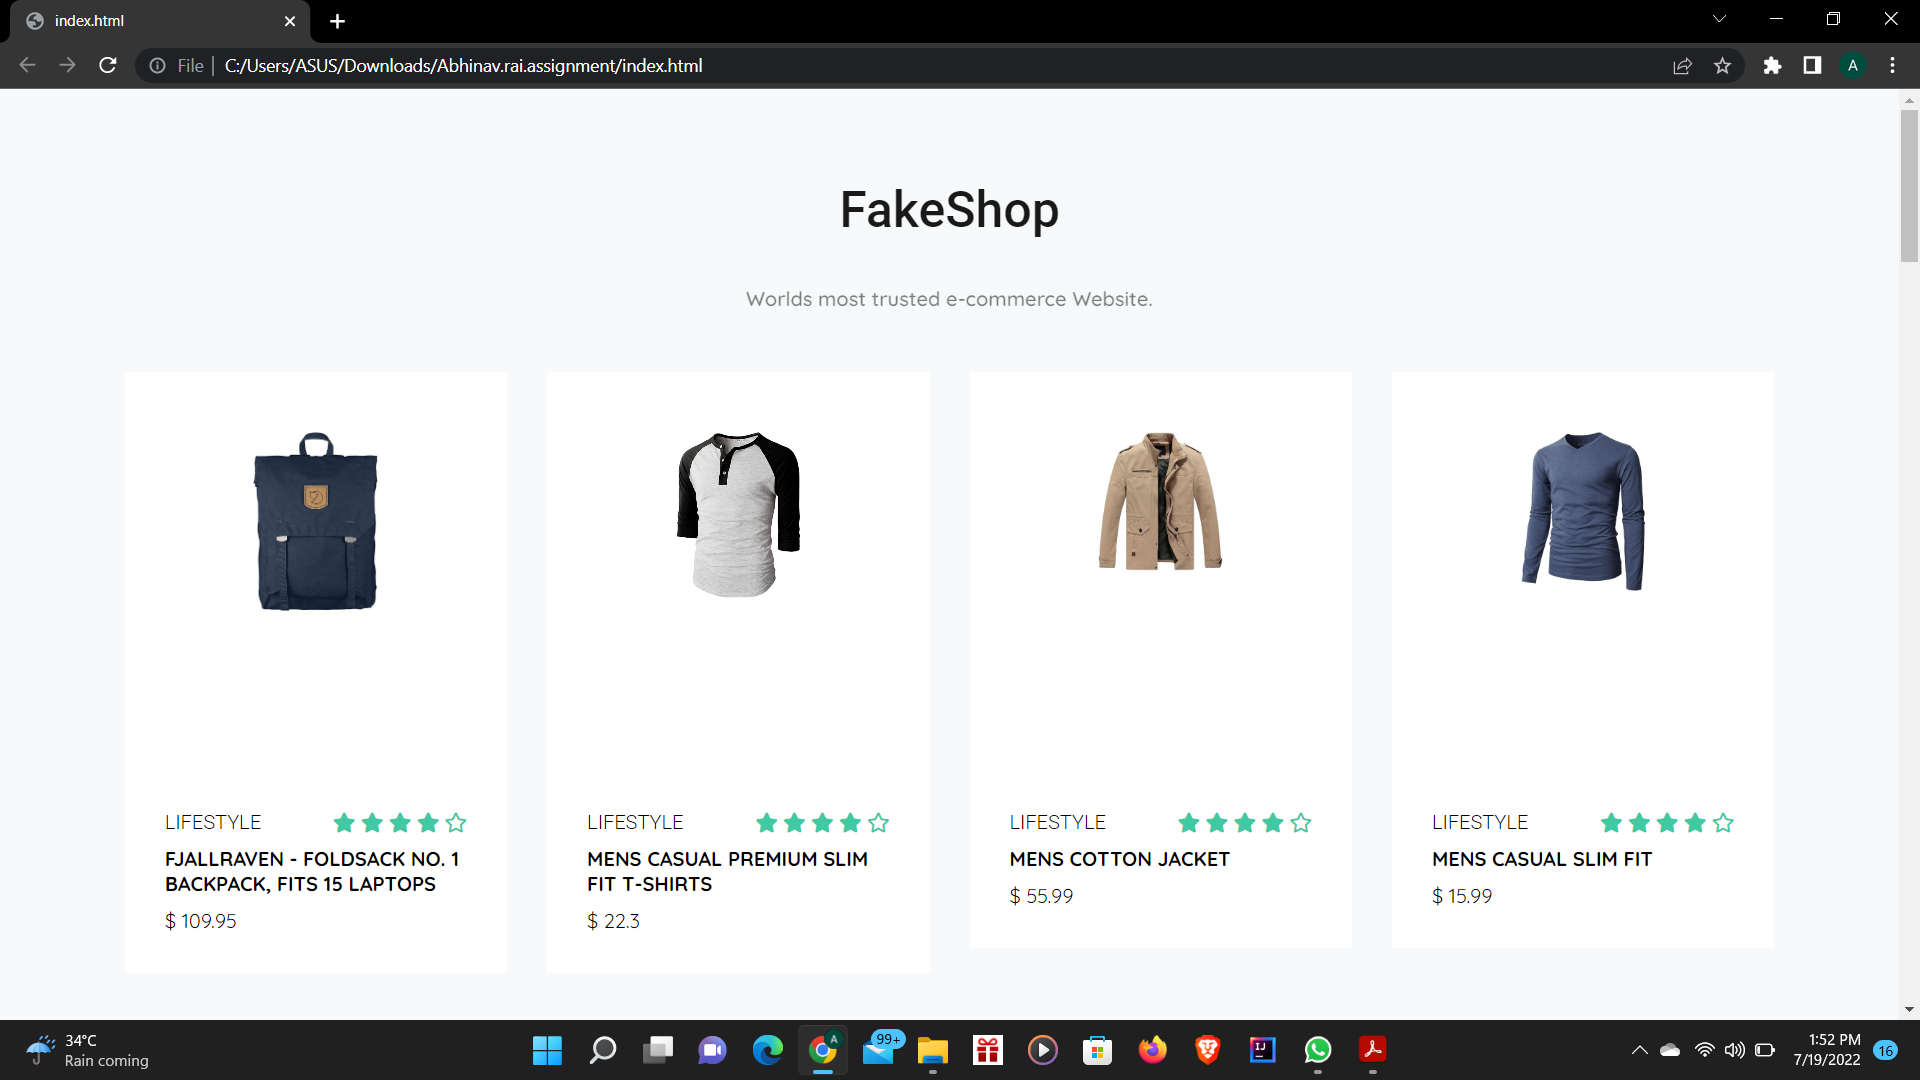 index.html
File
C:/Users/ASUS/Downloads/Abhinav.rai.assignment/index.html
A
FakeShop
Worlds most trusted e-commerce Website.
LIFESTYLE
FJALLRAVEN - FOLDSACK NO. 1
BACKPACK, FITS 15 LAPTOPS
$ 109.95
LIFESTYLE
MENS CASUAL PREMIUM SLIM
FIT T-SHIRTS
$ 22.3
LIFESTYLE
MENS COTTON JACKET
$ 55.99
LIFESTYLE
MENS CASUAL SLIM FIT
$ 15.99
34°C
Rain coming
A
99+
IJ
1:52 PM
7/19/2022
16